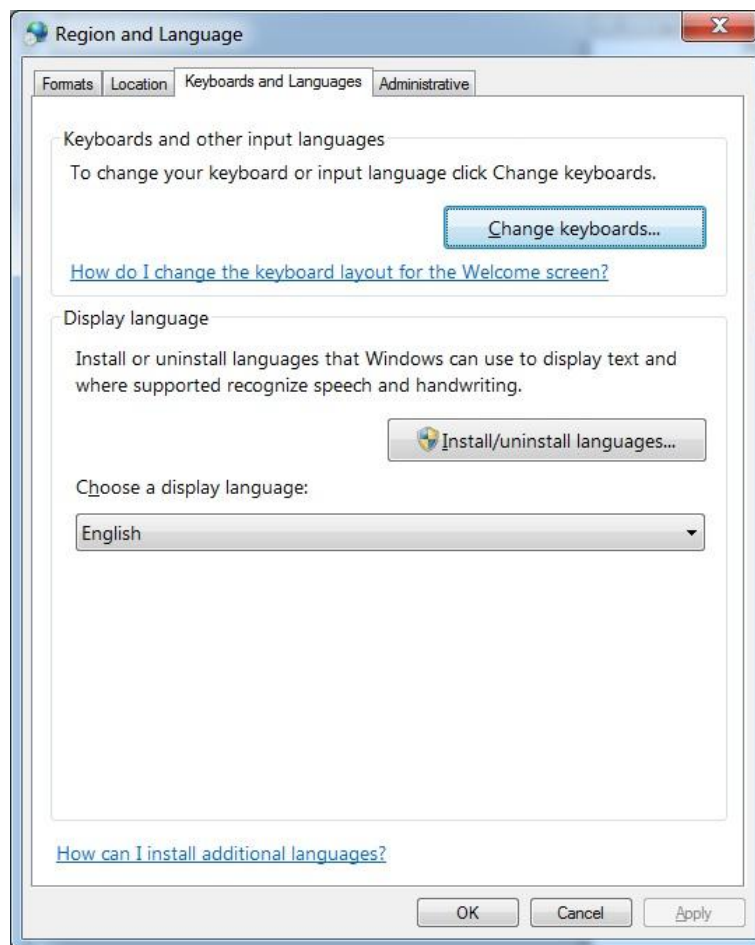 Region and Language
Formats Location Keyboards and Languages Administrative
Keyboards and other input languages
To change your keyboard or input language click Change keyboards.
Change keyboards...
How do I change the keyboard layout for the Welcome screen?
Display language
Install or uninstall languages that Windows can use to display text and
where supported recognize speech and handwriting.
Install/uninstall languages...
Choose a display language:
English
How can I install additional languages?
OK Cancel Apply